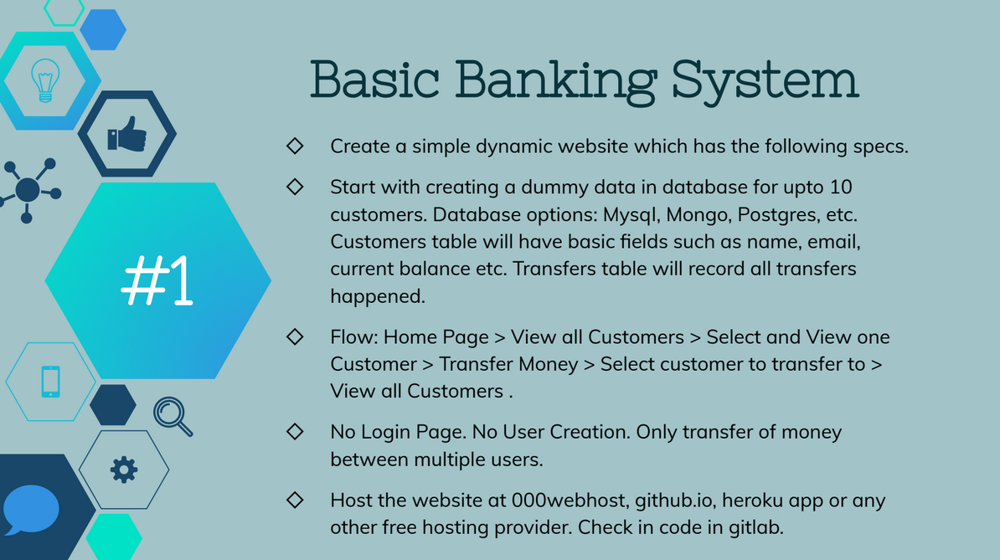 Basic Banking System
Create a simple dynamic website which has the following specs.
Start with creating a dummy data in database for upto 10
customers. Database options: Mysql, Mongo, Postgres, etc.
Customers table will have basic fields such as name, email,
current balance etc. Transfers table will record all transfers
happened.
#1
Flow: Home Page > View all Customers > Select and View one
Customer > Transfer Money > Select customer to transfer to >
View all Customers .
No Login Page. No User Creation. Only transfer of money
between multiple users.
Host the website at 000webhost, github.io, heroku app or any
other free hosting provider. Check in code in gitlab.